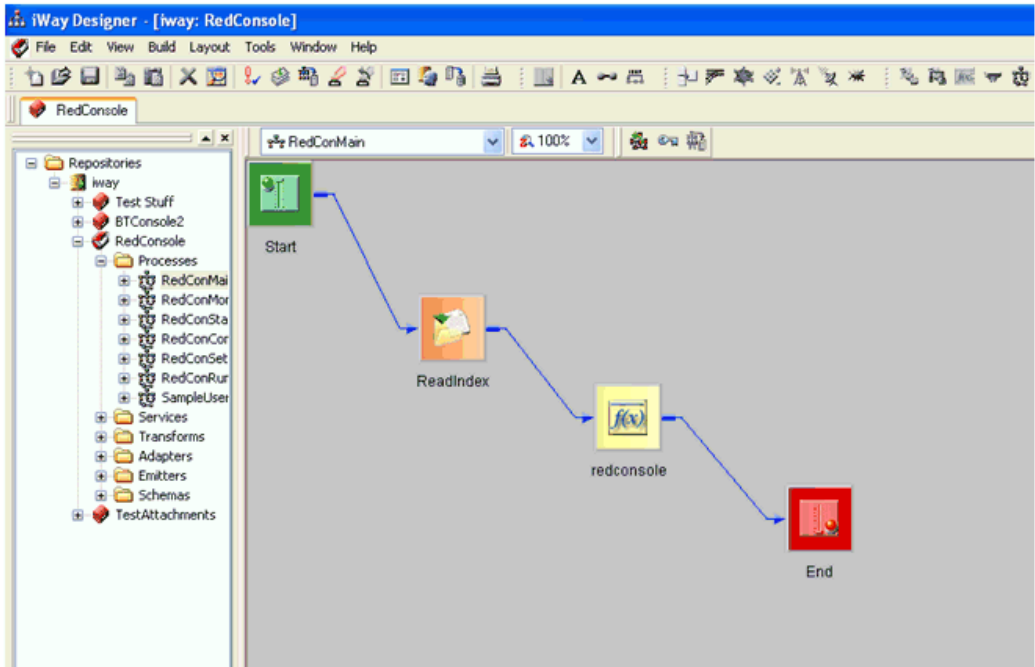 iWay Designer - [iway: RedConsole]
File Edit View Build Layout Tools Window Help
RedConsole
RedConMain 100%
Repositories
iway
Test Stuff
BTConsole2
RedConsole
Processes
RedConMai
RedConMor
RedConSta
RedConCor
RedConSet
RedConRur
SampleUser
Services
Transforms
Adapters
Emitters
Schemas
TestAttachments
Start
ReadIndex
f(x)
redconsole
End